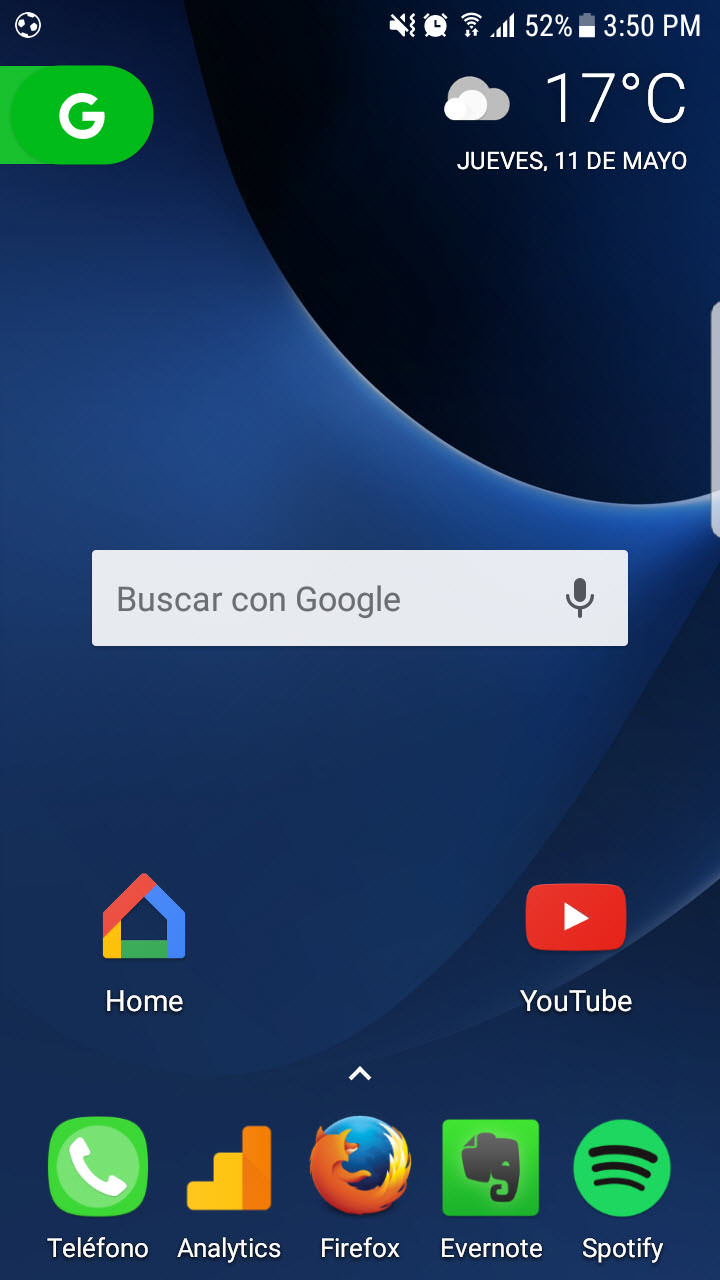 52% 3:50 PM
G
17°C
JUEVES, 11 DE MAYO
Buscar con Google
Home
YouTube
Teléfono
Analytics
Firefox
Evernote
Spotify